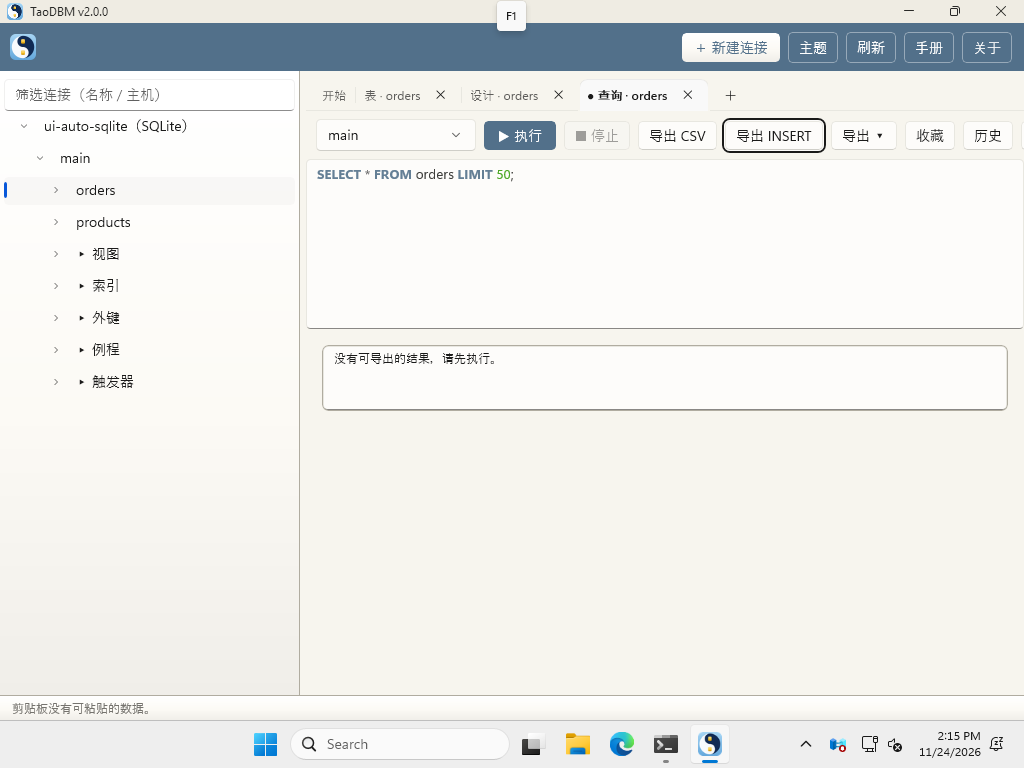 TaoDBM v2.0.0
F1
+ 新建连接
主题
刷新
手册
关于
筛选连接（名称 / 主机）
ui-auto-sqlite（SQLite）
main
orders
products
视图
索引
外键
例程
触发器
开始
表 · orders
设计 · orders
● 查询 · orders
main
执行
停止
导出 CSV
导出 INSERT
导出
收藏
历史
SELECT * FROM orders LIMIT 50;
没有可导出的结果，请先执行。
剪贴板没有可粘贴的数据。
Search
2:15 PM
11/24/2026